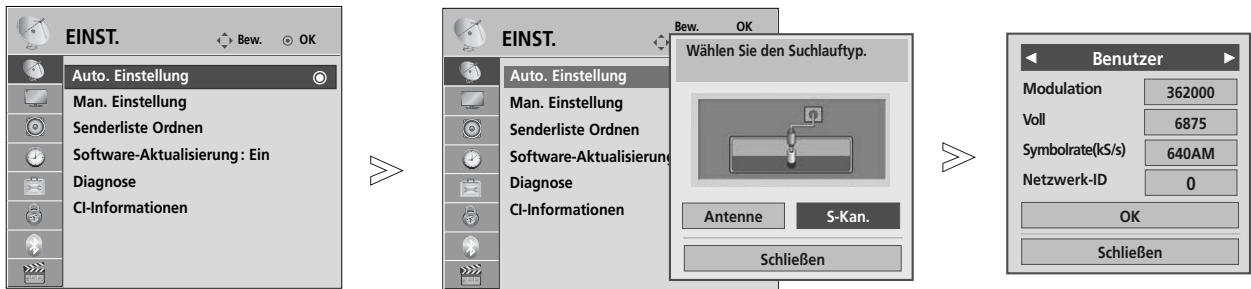 EINST.
Bew. OK
Auto. Einstellung
Man. Einstellung
Senderliste Ordnen
Software-Aktualisierung : Ein
Diagnose
CI-Informationen
EINST.
Bew. OK
Auto. Einstellung
Man. Einstellung
Senderliste Ordnen
Software-Aktualisierung
Diagnose
CI-Informationen
Wählen Sie den Suchlauftyp.
Antenne S-Kan.
Schließen
Benutzer
Modulation 362000
Voll 6875
Symbolrate(kS/s) 640AM
Netzwerk-ID 0
OK
Schließen